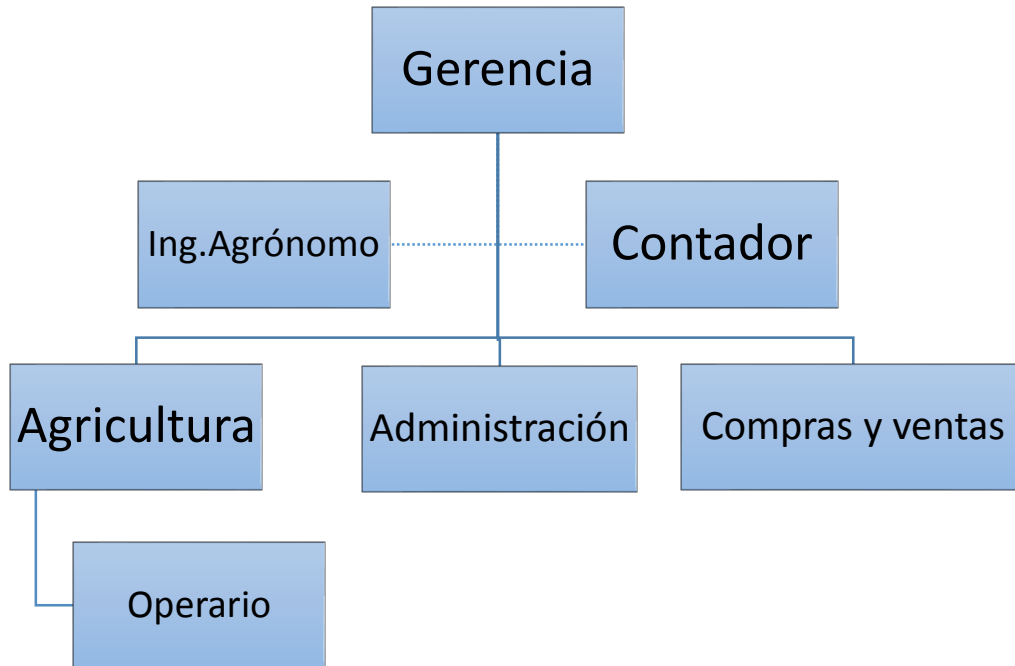 Gerencia
Ing.Agrónomo
Contador
Agricultura
Administración
Compras y ventas
Operario